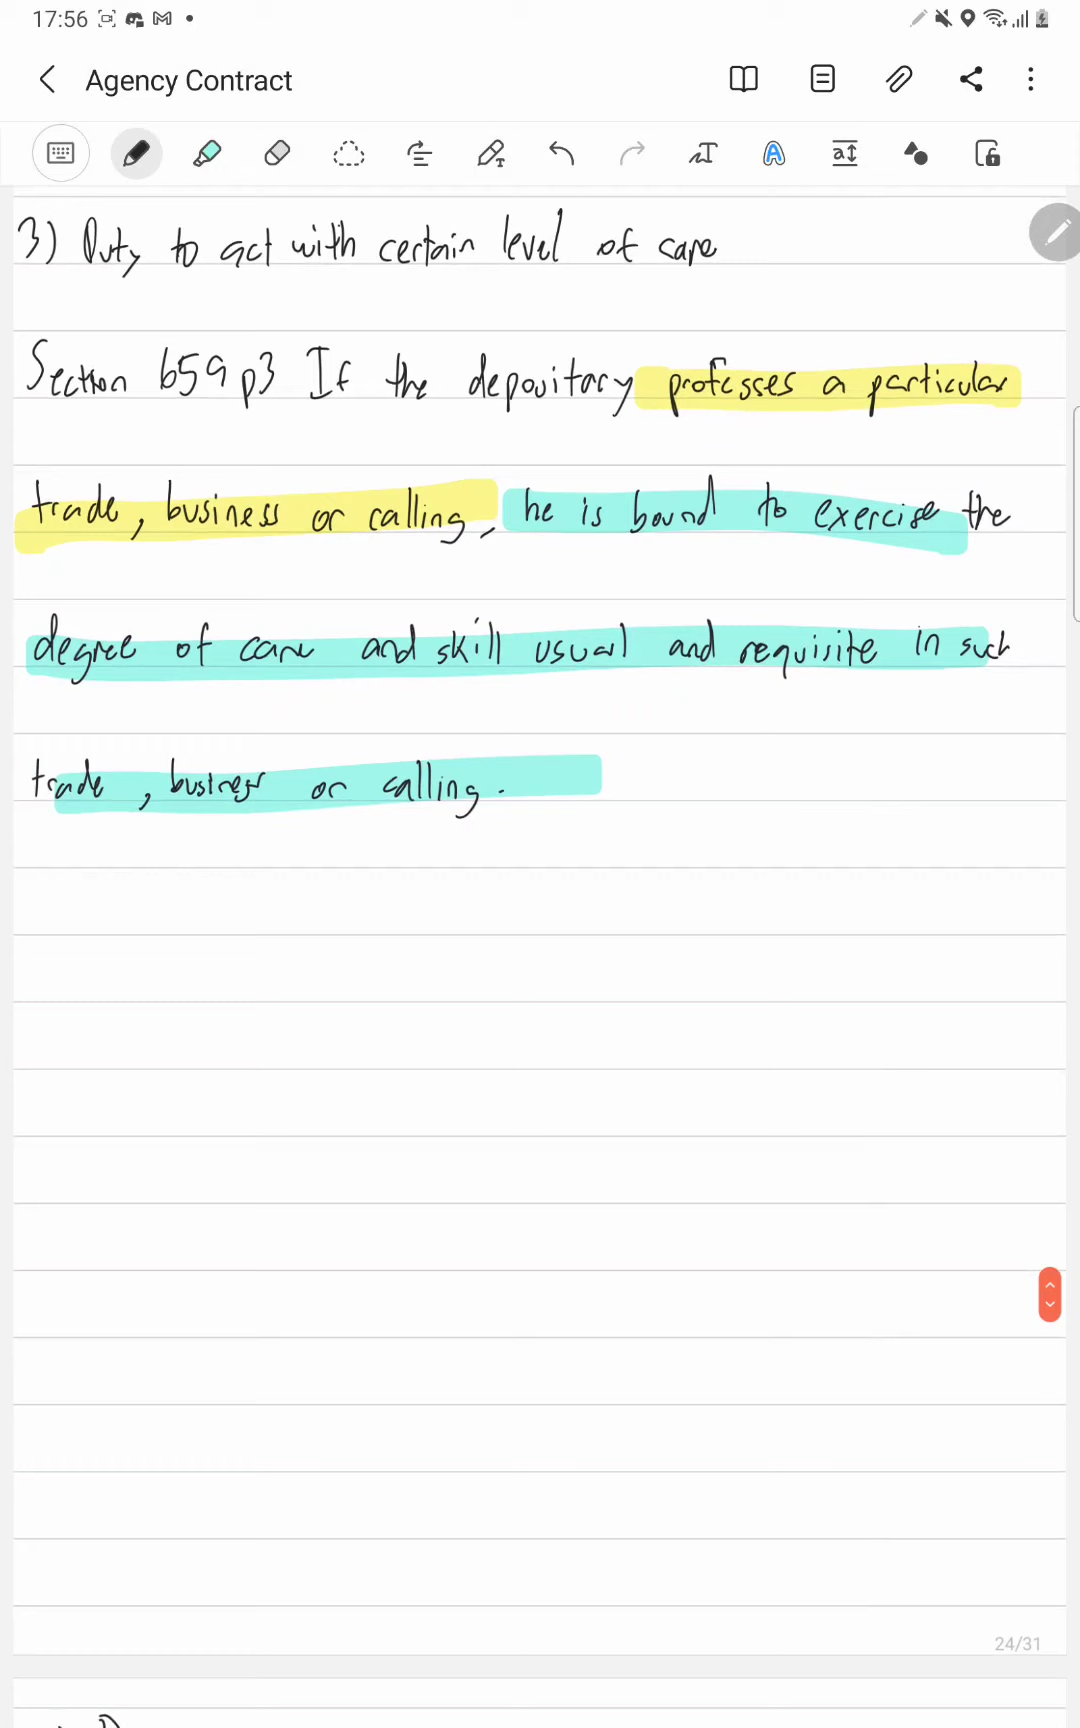 17:56
Agency Contract
3) Duty to act with certain level of care
Section 659 p3 If the depositary professes a particular
trade, business or calling, he is bound to exercise the
degree of care and skill usual and requisite in such
trade, business or calling.
24/31